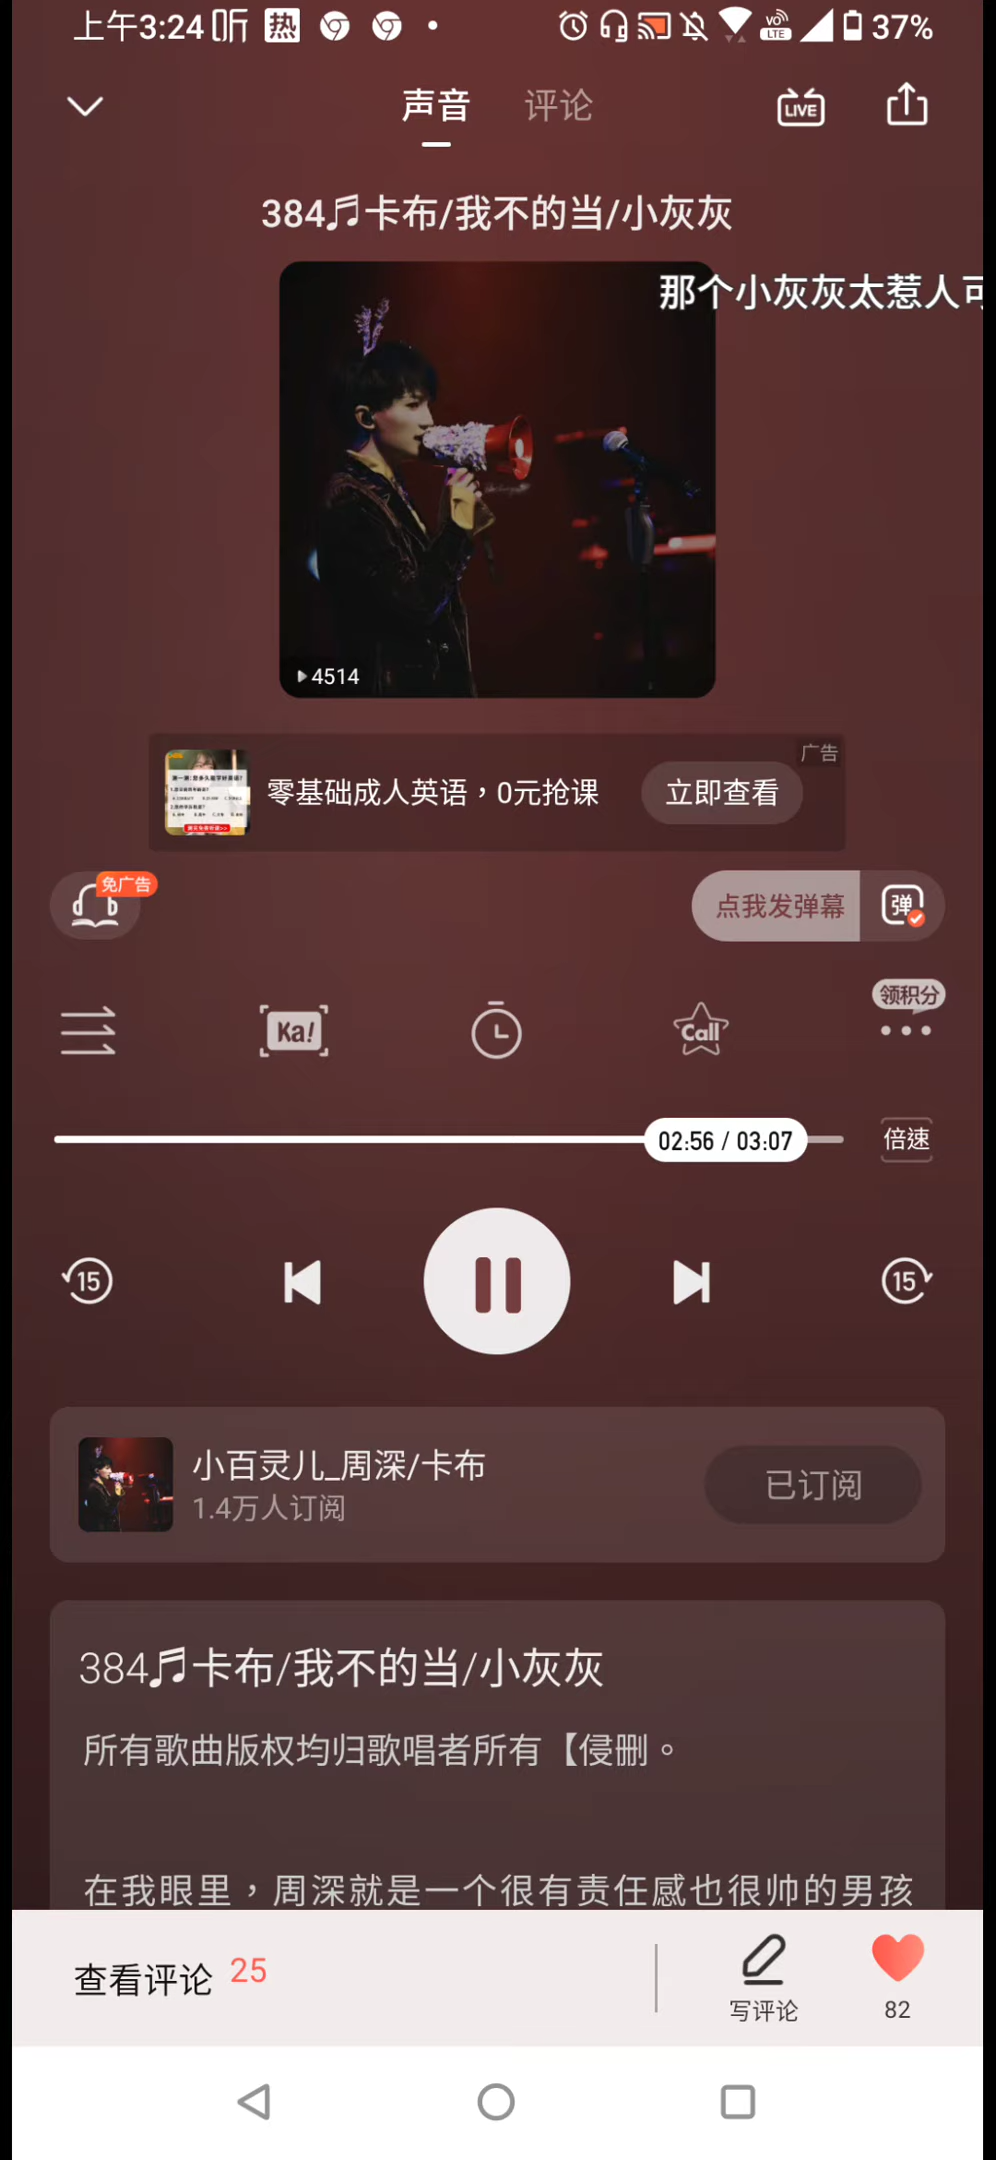 上午3:24 听 热
VO LTE 37%
声音 评论 LIVE
384♬卡布/我不的当/小灰灰
那个小灰灰太惹人可
4514
广告
零基础成人英语，0元抢课 立即查看
免广告
点我发弹幕 弹
领积分
Ka! Call
02:56 / 03:07 倍速
15 15
小百灵儿_周深/卡布
1.4万人订阅
已订阅
384♬卡布/我不的当/小灰灰
所有歌曲版权均归歌唱者所有【侵删。
在我眼里，周深就是一个很有责任感也很帅的男孩
查看评论 25
写评论 82